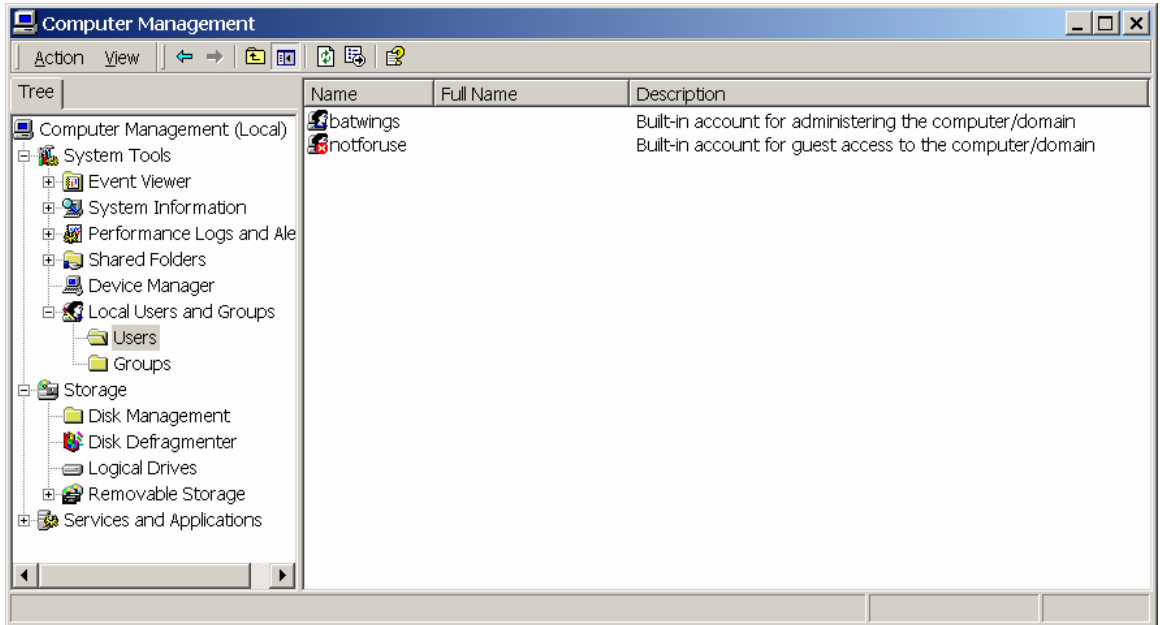 Computer Management
Action View
Tree
Name Full Name Description
Computer Management (Local)
System Tools
Event Viewer
System Information
Performance Logs and Ale
Shared Folders
Device Manager
Local Users and Groups
Users
Groups
Storage
Disk Management
Disk Defragmenter
Logical Drives
Removable Storage
Services and Applications
batwings Built-in account for administering the computer/domain
notforuse Built-in account for guest access to the computer/domain